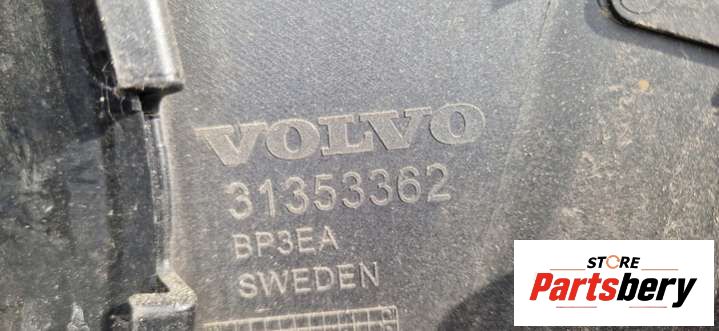 VOLVO
31353362
BP3EA
SWEDEN
STORE
Partsbery